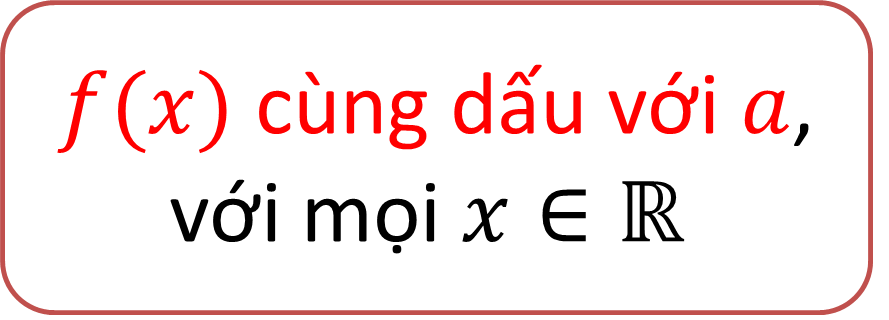 f(x) cùng dấu với a,
với mọi x ∈ ℝ